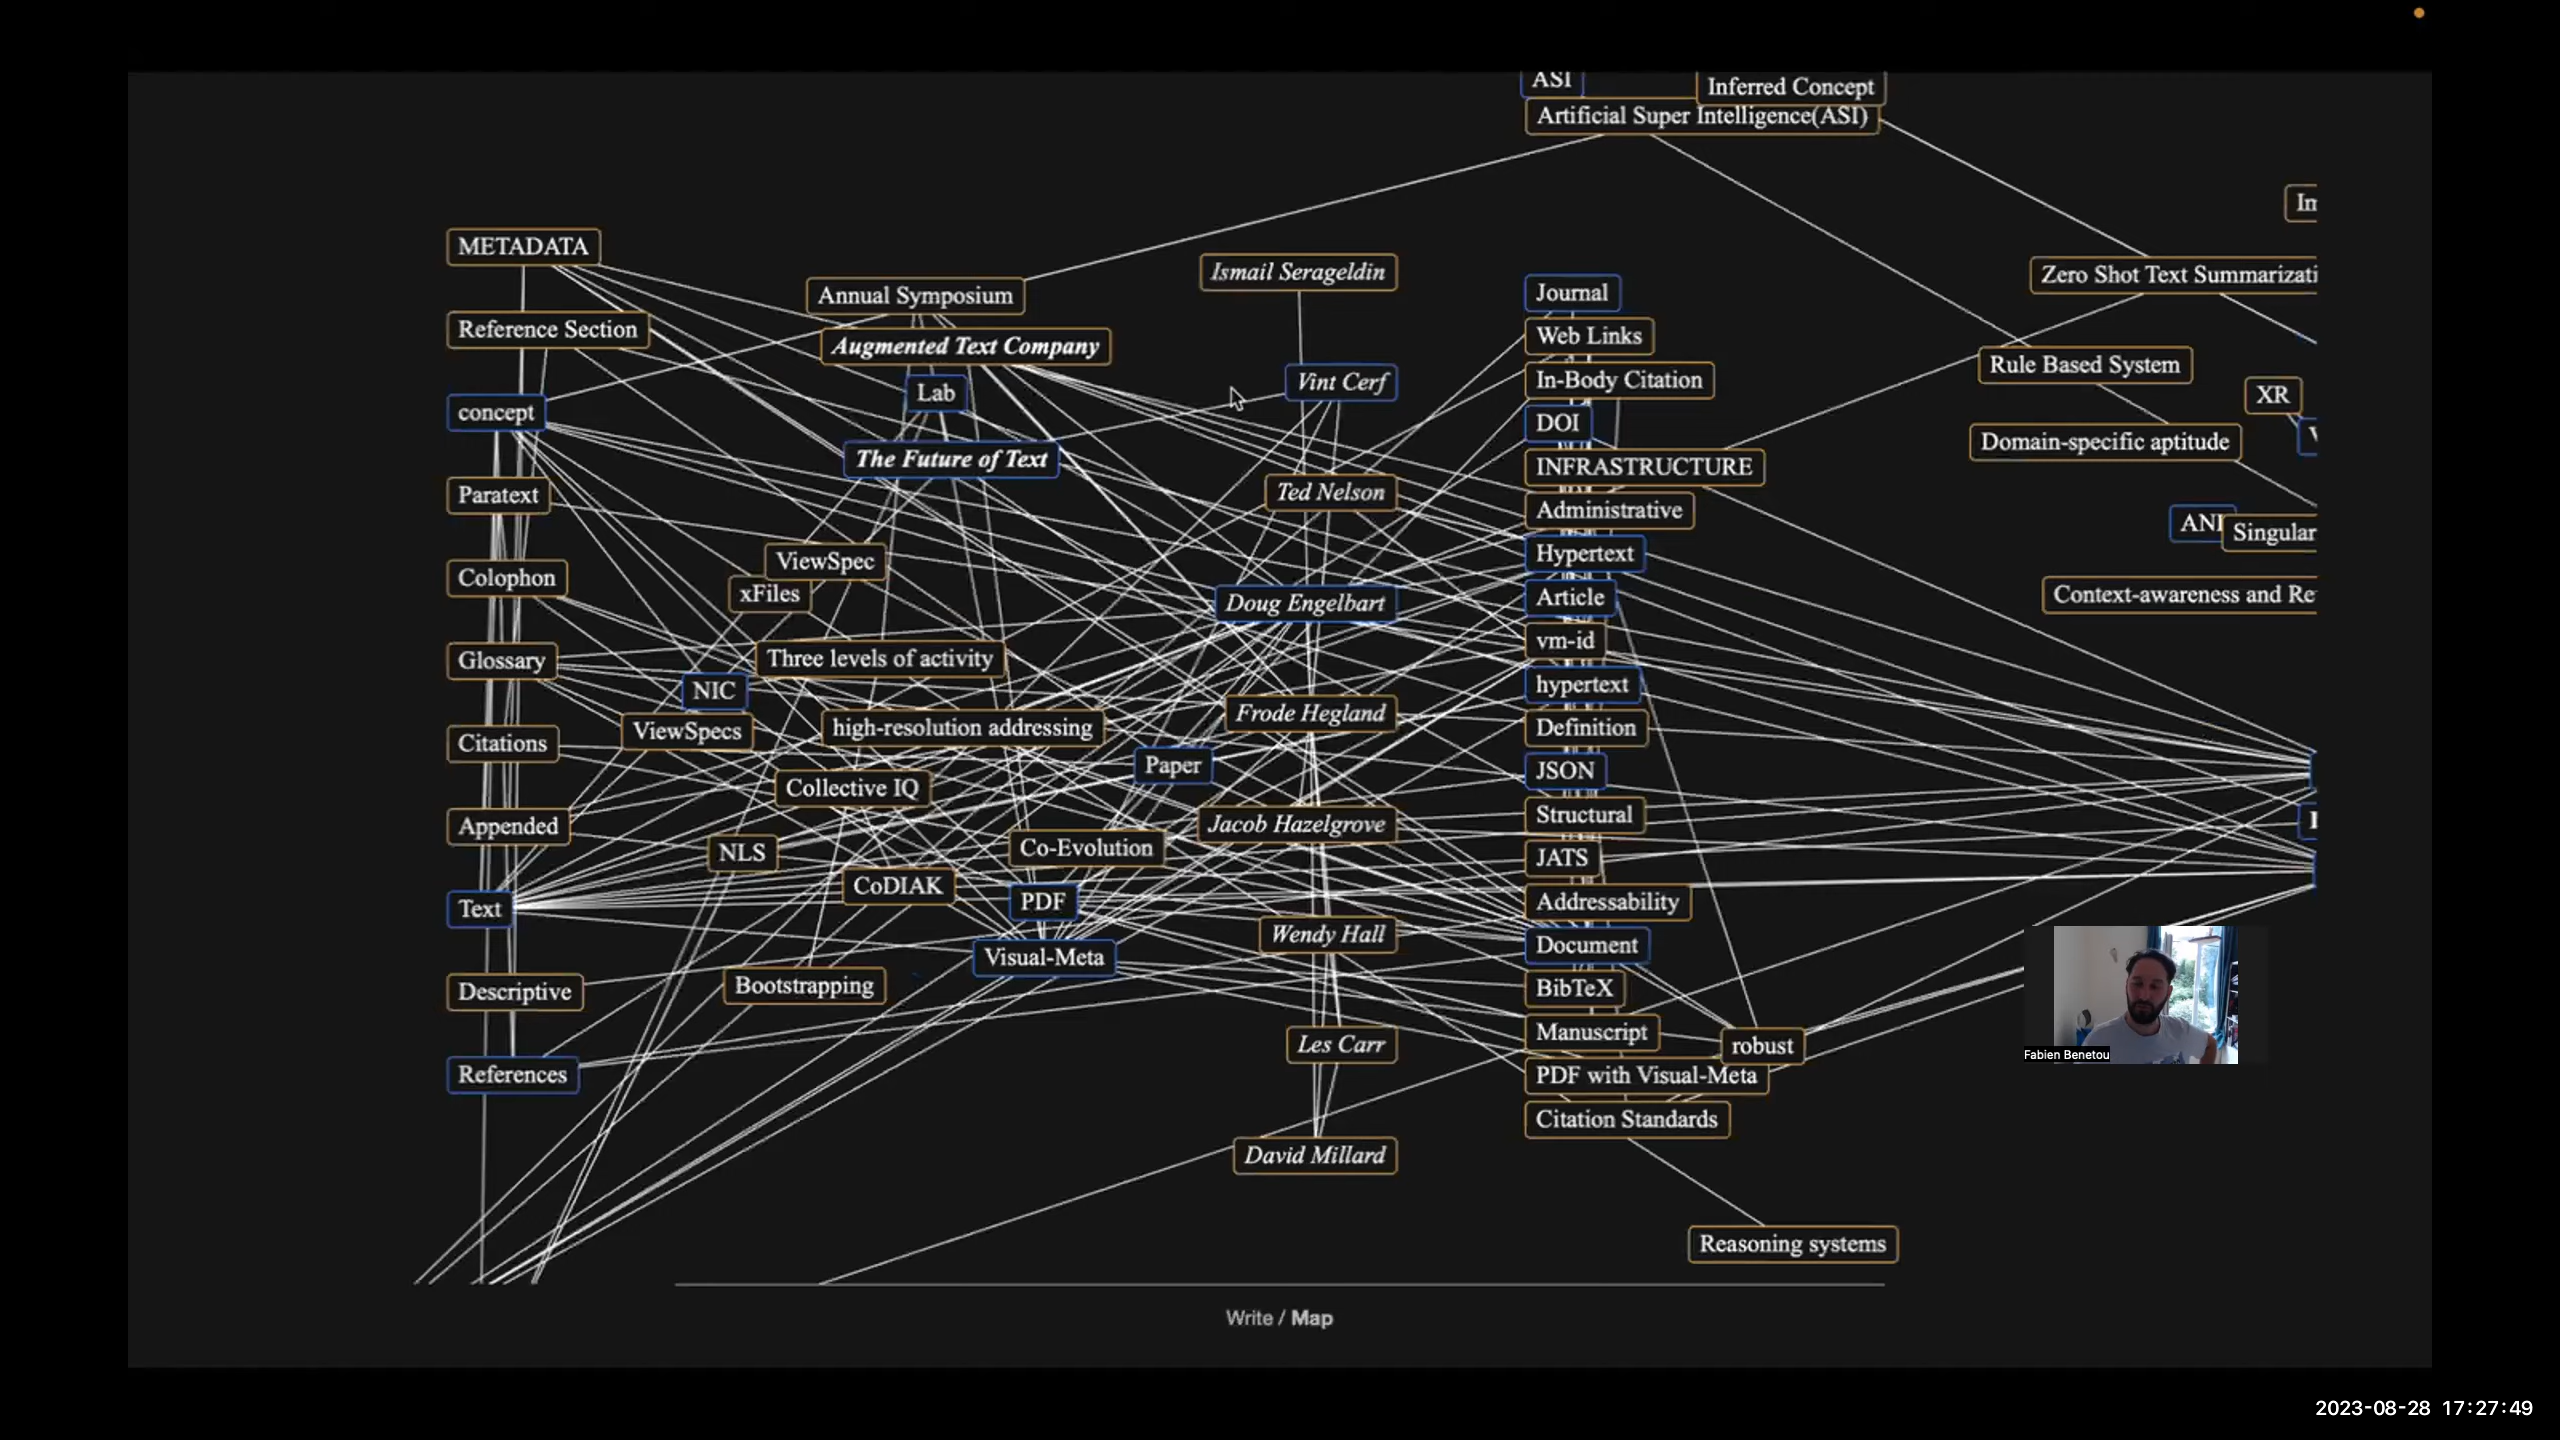 ASI
Inferred Concept
Artificial Super Intelligence(ASI)
METADATA
Reference Section
concept
Paratext
Colophon
Glossary
Citations
Appended
Text
Descriptive
References
Annual Symposium
Augmented Text Company
Lab
The Future of Text
ViewSpec
xFiles
Three levels of activity
NIC
ViewSpecs
high-resolution addressing
Collective IQ
NLS
CoDIAK
Bootstrapping
Paper
Co-Evolution
PDF
Visual-Meta
Ismail Serageldin
Vint Cerf
Ted Nelson
Doug Engelbart
Frode Hegland
Jacob Hazelgrove
Wendy Hall
Les Carr
David Millard
Journal
Web Links
In-Body Citation
DOI
INFRASTRUCTURE
Administrative
Hypertext
Article
vm-id
hypertext
Definition
JSON
Structural
JATS
Addressability
Document
BibTeX
Manuscript
robust
PDF with Visual-Meta
Citation Standards
Reasoning systems
Zero Shot Text Summarizati
Rule Based System
XR
Domain-specific aptitude
Singular
Context-awareness and Re
Fabien Benetou
Write / Map
2023-08-28 17:27:49